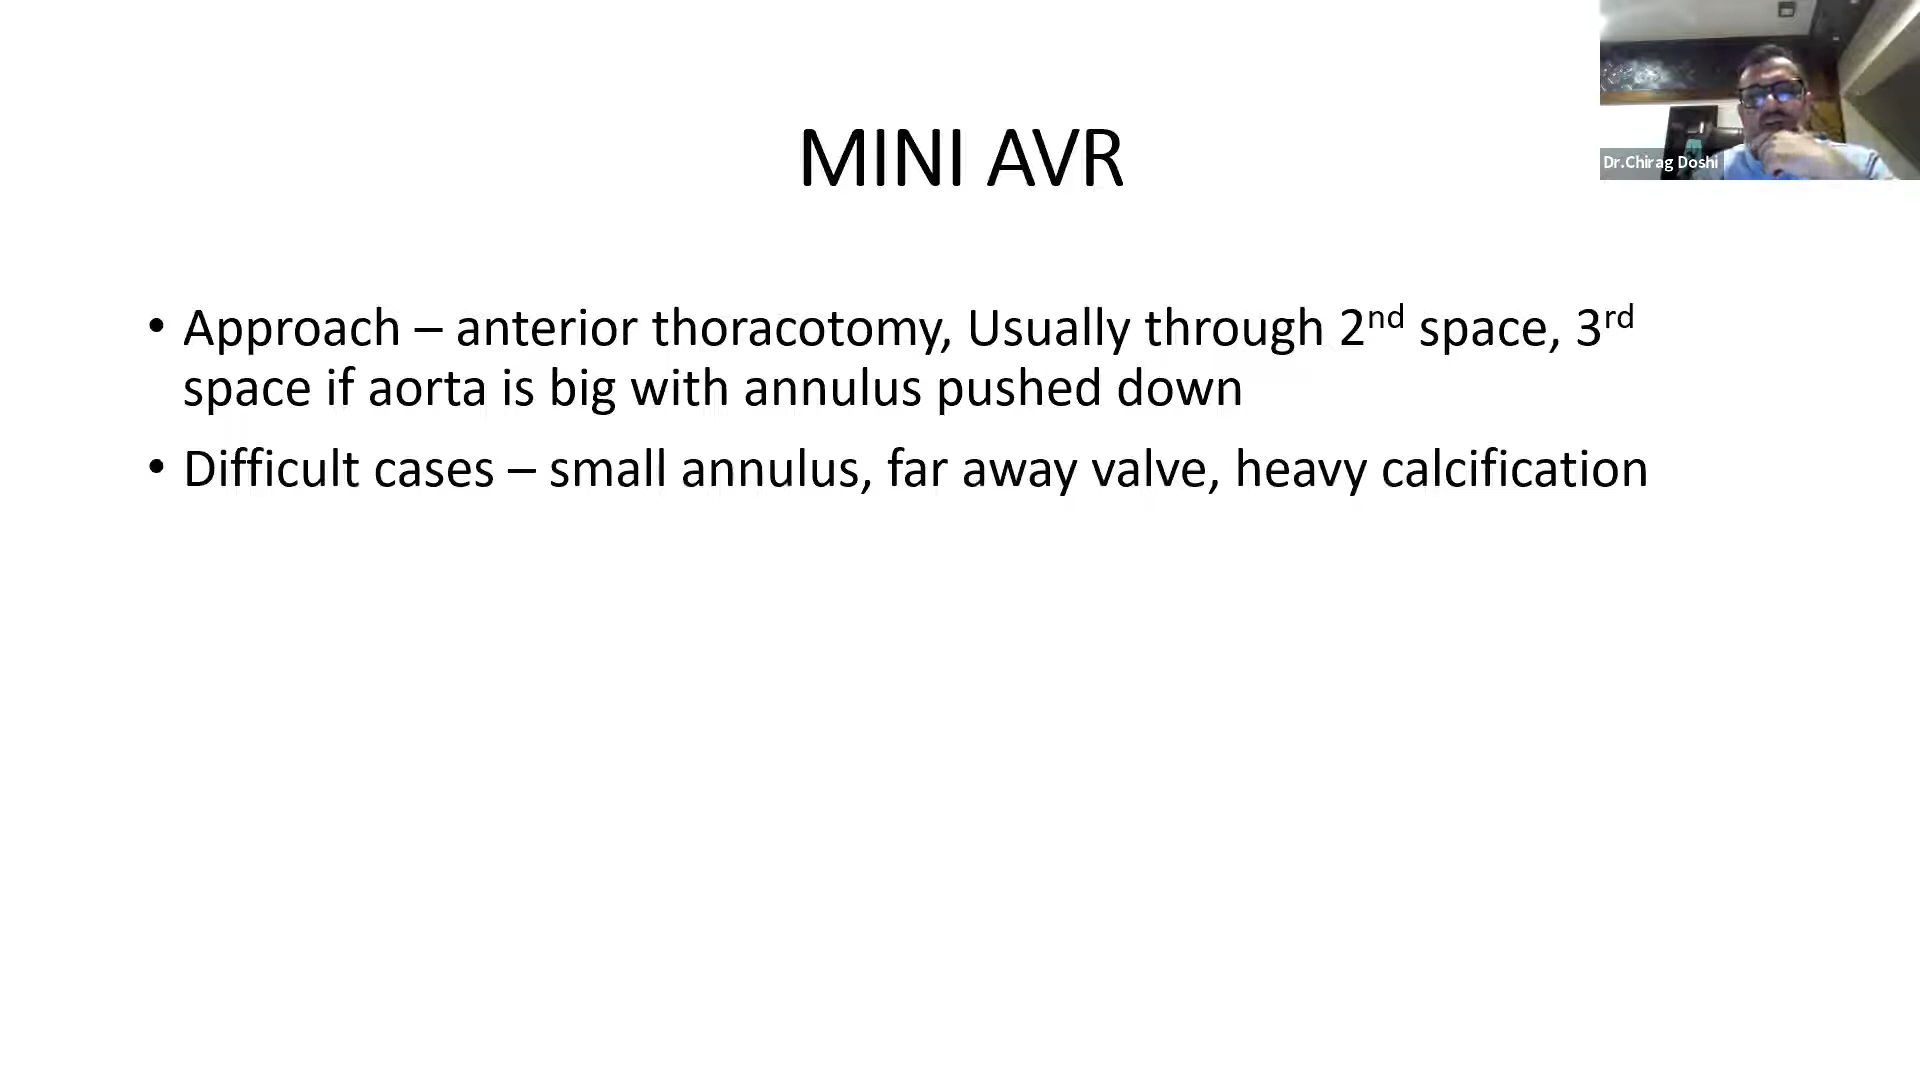 MINI AVR
Dr.Chirag Doshi
• Approach – anterior thoracotomy, Usually through 2nd space, 3rd
space if aorta is big with annulus pushed down
• Difficult cases – small annulus, far away valve, heavy calcification